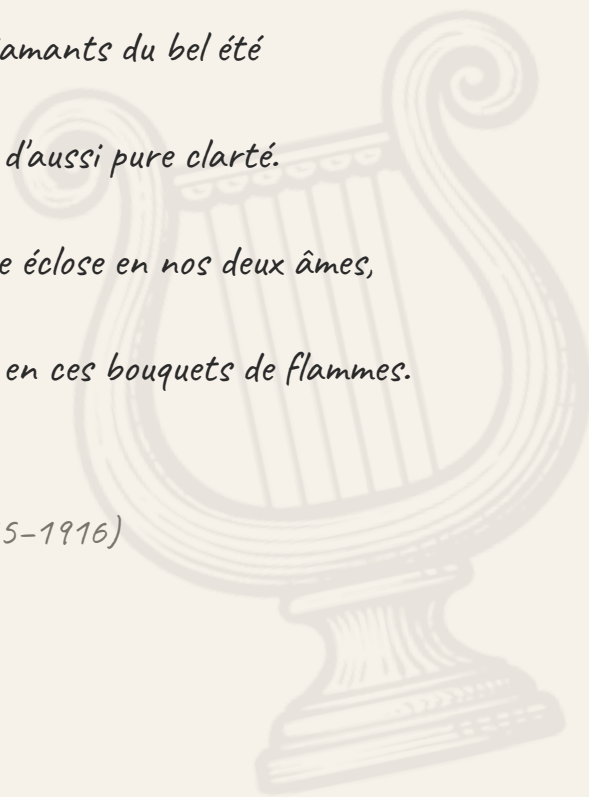 amants du bel été
d'aussi pure clarté.
e éclose en nos deux âmes,
en ces bouquets de flammes.
5–1916)